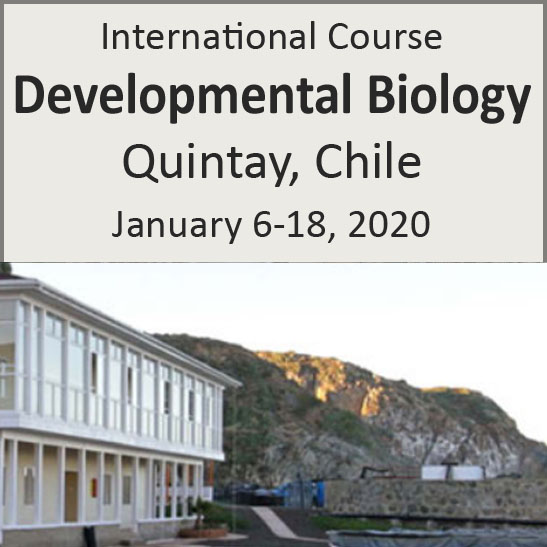 International Course
Developmental Biology
Quintay, Chile
January 6-18, 2020